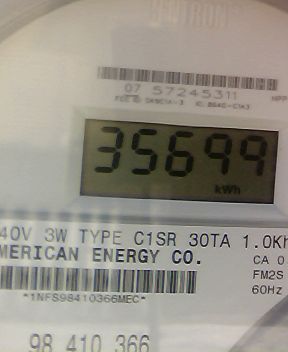 07 57245311
35699
kWh
40V 3W TYPE C1SR 30TA 1.0Kh
MERICAN ENERGY CO.
CA 0
FM2S
60Hz
*1NFS98410366MEC*
98 410 366